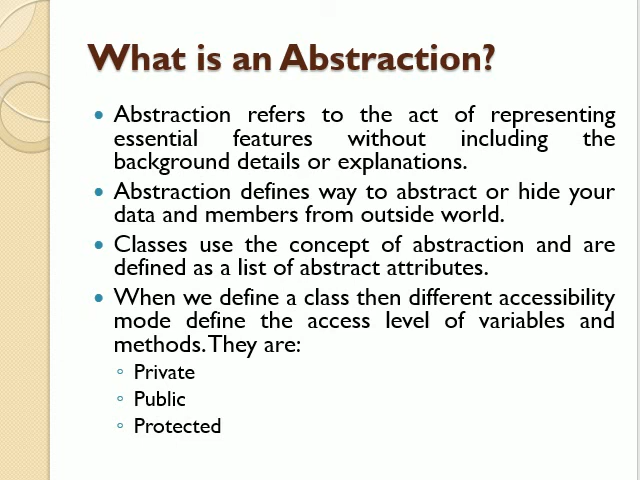 What is an Abstraction?
• Abstraction refers to the act of representing
essential features without including the
background details or explanations.
• Abstraction defines way to abstract or hide your
data and members from outside world.
• Classes use the concept of abstraction and are
defined as a list of abstract attributes.
• When we define a class then different accessibility
mode define the access level of variables and
methods. They are:
◦ Private
◦ Public
◦ Protected